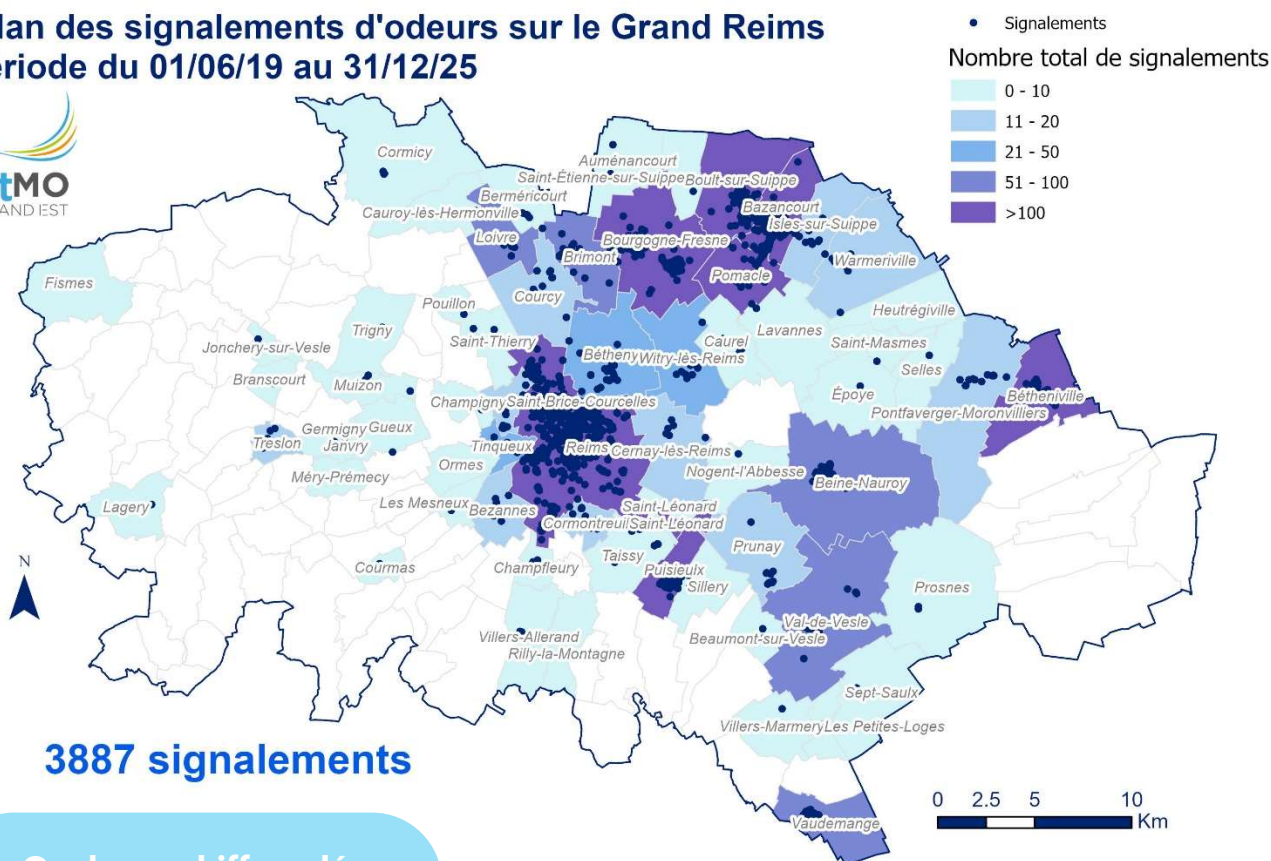 lan des signalements d'odeurs sur le Grand Reims
ériode du 01/06/19 au 31/12/25
tMO
AND EST
Signalements
Nombre total de signalements
0 - 10
11 - 20
21 - 50
51 - 100
>100
Cormicy
Auménancourt
Saint-Étienne-sur-Suippe
Boult-sur-Suippe
Berméricourt
Bazancourt
Cauroy-lès-Hermonville
Isles-sur-Suippe
Loivre
Bourgogne-Fresne
Brimont
Warmeriville
Pomacle
Fismes
Courcy
Pouillon
Heutrégiville
Trigny
Lavannes
Saint-Thierry
Caurel
Saint-Masmes
Jonchery-sur-Vesle
Bétheny
Witry-lès-Reims
Selles
Branscourt
Muizon
Époye
Bétheniville
Champigny
Saint-Brice-Courcelles
Pontfaverger-Moronvilliers
Germigny
Gueux
Treslon
Janvry
Tinqueux
Reims
Cernay-lès-Reims
Ormes
Nogent-l'Abbesse
Méry-Prémecy
Beine-Nauroy
Lagery
Les Mesneux
Bezannes
Saint-Léonard
Cormontreuil
Saint-Léonard
Prunay
Taissy
Courmas
Champfleury
Puisieulx
Sillery
Prosnes
Val-de-Vesle
Villers-Allerand
Beaumont-sur-Vesle
Rilly-la-Montagne
Sept-Saulx
Villers-Marmery
Les Petites-Loges
Vaudemange
N
3887 signalements
0 2.5 5 10
Km